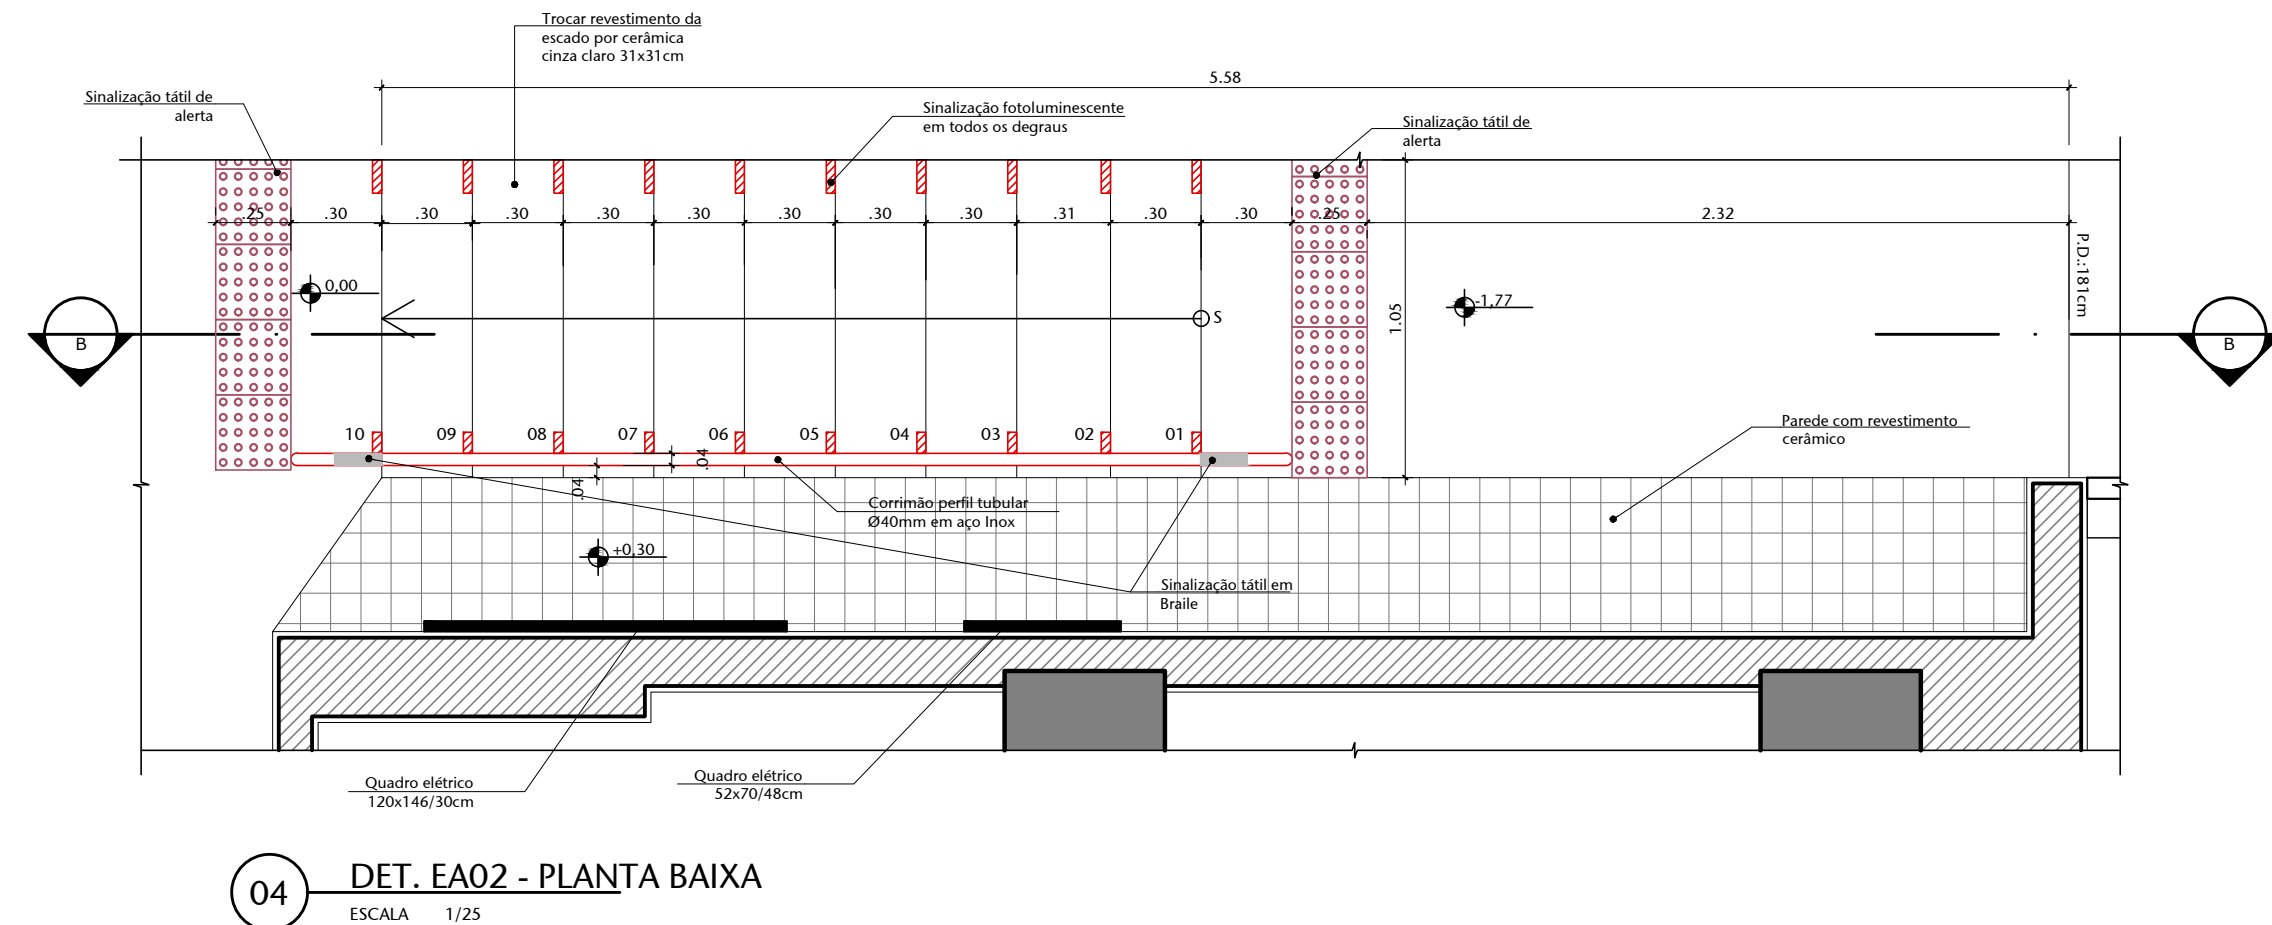 Trocar revestimento da
escado por cerâmica
cinza claro 31x31cm
5.58
Sinalização tátil de
alerta
Sinalização fotoluminescente
em todos os degraus
Sinalização tátil de
alerta
.25
.30
.30
.30
.30
.30
.30
.30
.30
.31
.30
.30
.25
2.32
P.D.:181cm
0,00
-1,77
1.05
S
B
B
10
09
08
07
06
05
04
03
02
01
.04
.04
Parede com revestimento
cerâmico
Corrimão perfil tubular
Ø40mm em aço Inox
+0,30
Sinalização tátil em
Braile
Quadro elétrico
120x146/30cm
Quadro elétrico
52x70/48cm
04
DET. EA02 - PLANTA BAIXA
ESCALA 1/25